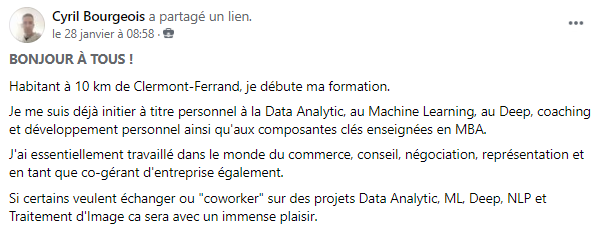 Cyril Bourgeois a partagé un lien.
le 28 janvier à 08:58 ·
BONJOUR À TOUS !
Habitant à 10 km de Clermont-Ferrand, je débute ma formation.
Je me suis déjà initier à titre personnel à la Data Analytic, au Machine Learning, au Deep, coaching
et développement personnel ainsi qu'aux composantes clés enseignées en MBA.
J'ai essentiellement travaillé dans le monde du commerce, conseil, négociation, représentation et
en tant que co-gérant d'entreprise également.
Si certains veulent échanger ou "coworker" sur des projets Data Analytic, ML, Deep, NLP et
Traitement d'Image ca sera avec un immense plaisir.